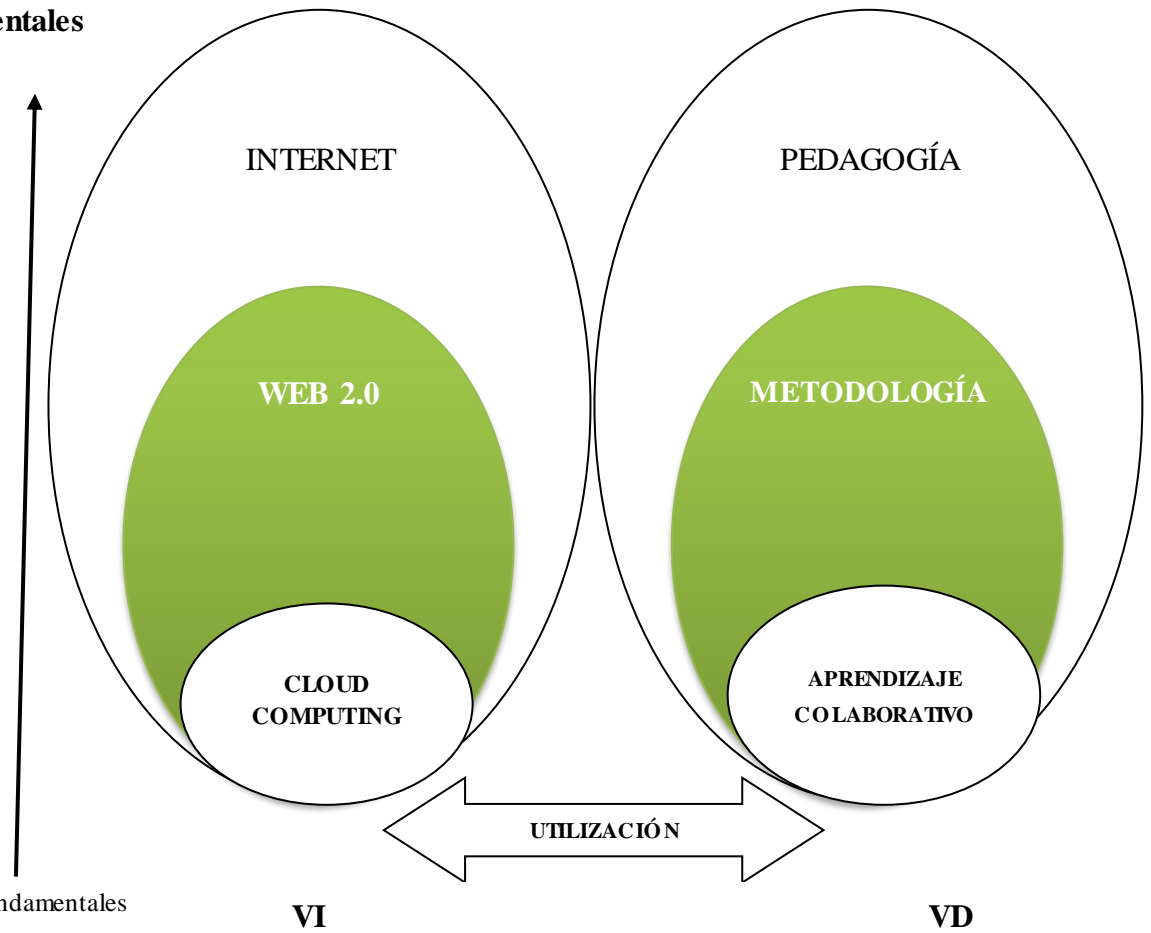 entales
INTERNET
PEDAGOGÍA
WEB 2.0
METODOLOGÍA
CLOUD
COMPUTING
APRENDIZAJE
COLABORATIVO
UTILIZACIÓN
ndamentales
VI
VD